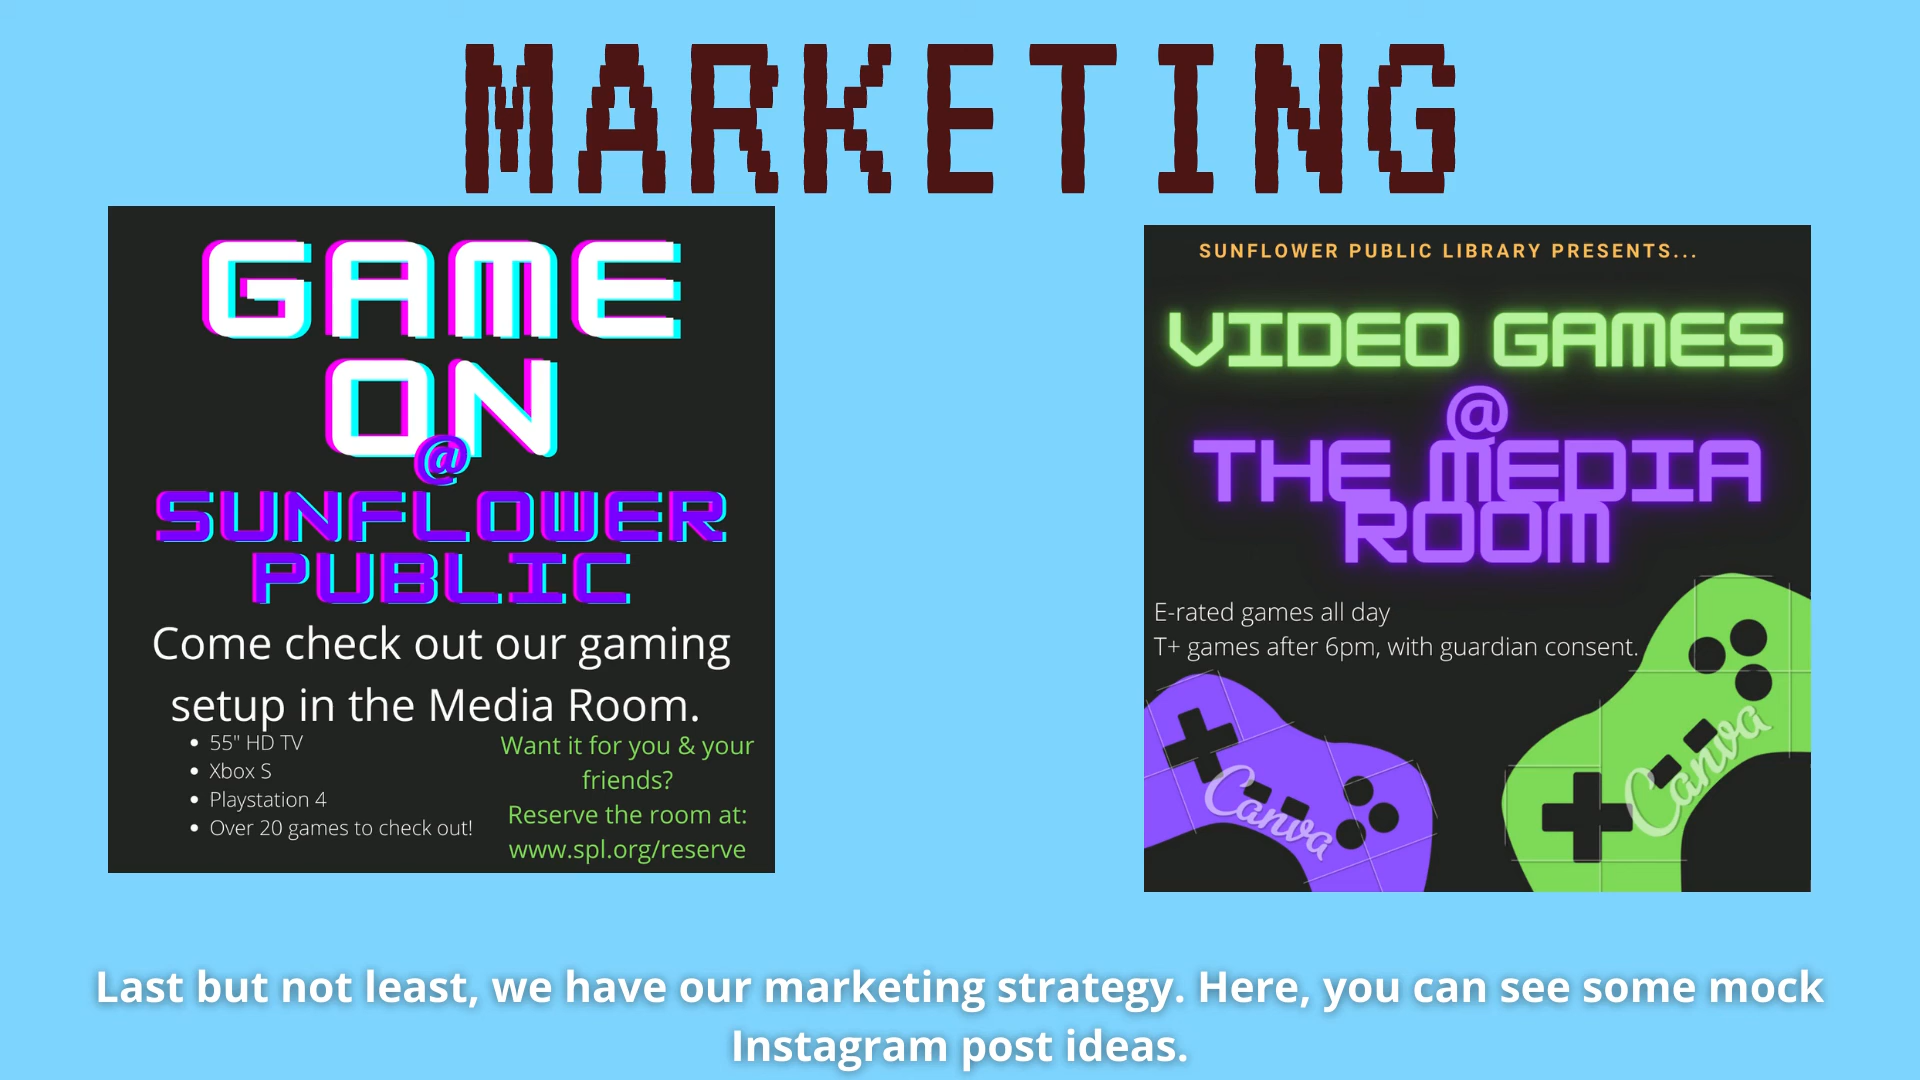 MARKETING
GAME
ON
@
SUNFLOWER
PUBLIC
Come check out our gaming
setup in the Media Room.
55" HD TV
Xbox S
Playstation 4
Over 20 games to check out!
Want it for you & your
friends?
Reserve the room at:
www.spl.org/reserve
SUNFLOWER PUBLIC LIBRARY PRESENTS...
VIDEO GAMES
@
THE MEDIA
ROOM
E-rated games all day
T+ games after 6pm, with guardian consent.
Canva
Canva
Last but not least, we have our marketing strategy. Here, you can see some mock
Instagram post ideas.